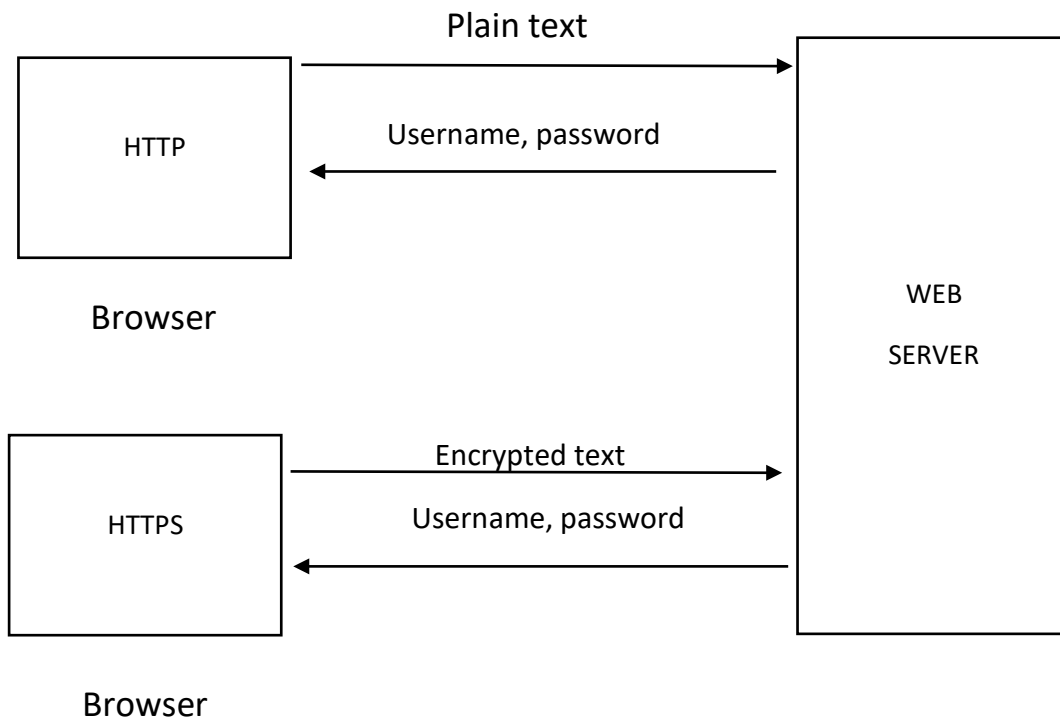 Plain text
HTTP
Username, password
Browser
WEB
SERVER
Encrypted text
HTTPS
Username, password
Browser